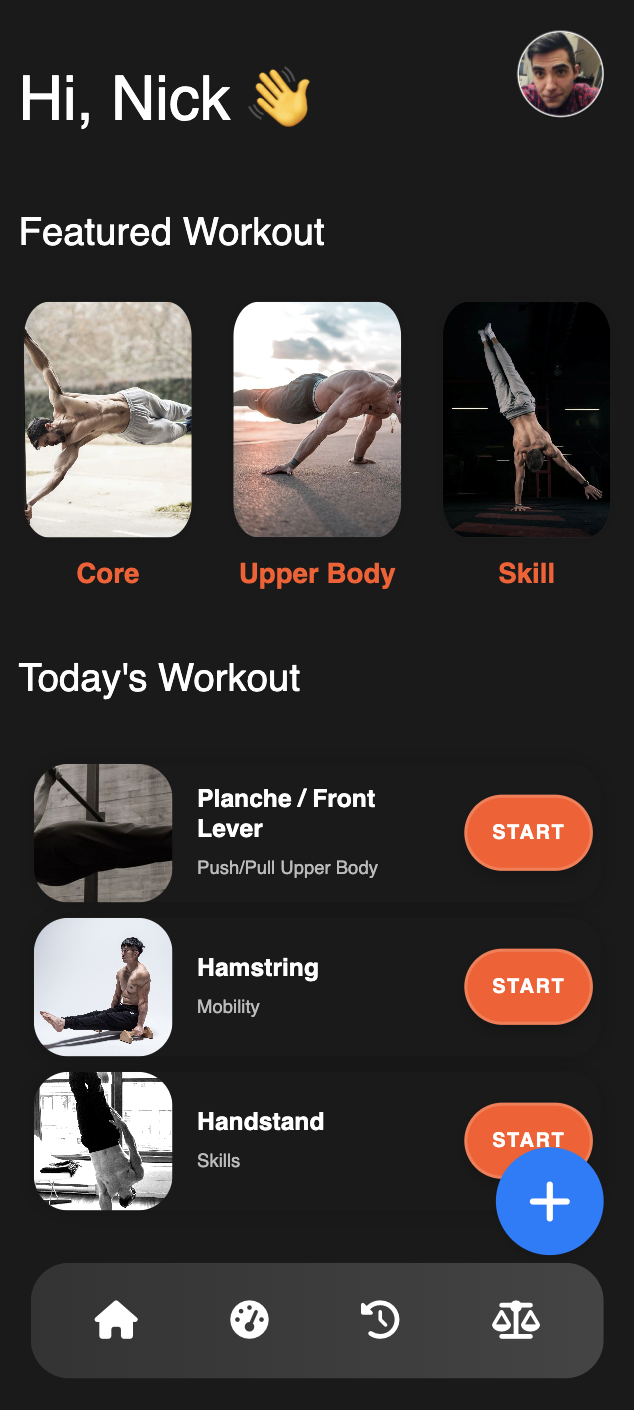 Hi, Nick 👋
Featured Workout
Core
Upper Body
Skill
Today's Workout
Planche / Front
Lever
Push/Pull Upper Body
START
Hamstring
Mobility
START
Handstand
Skills
START